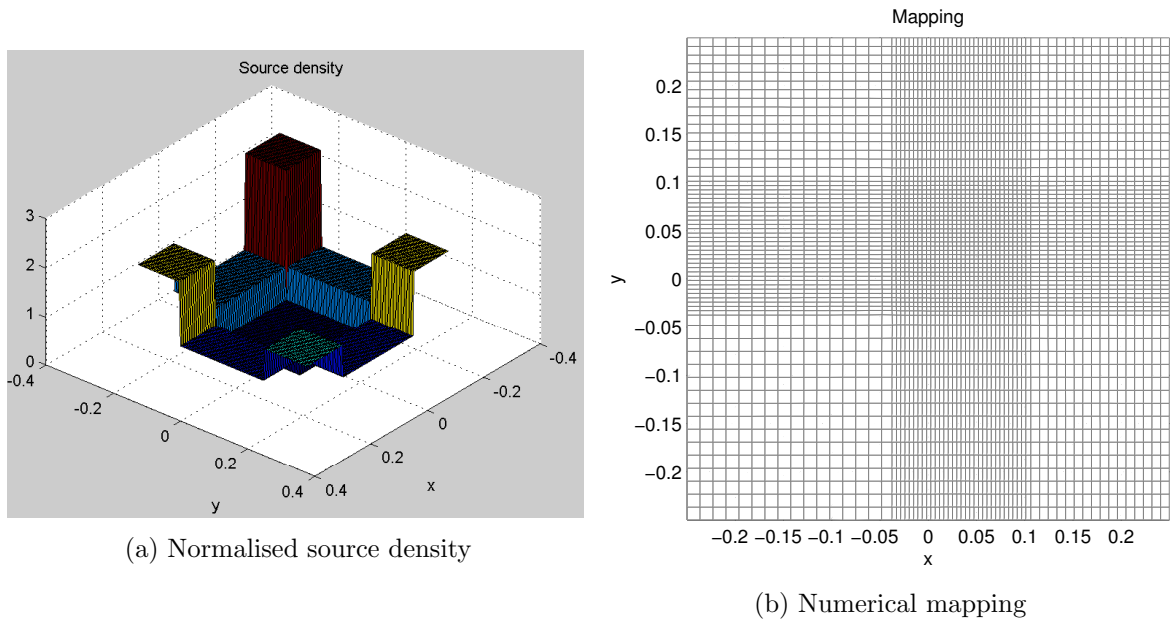 Source density
3
2
1
0
-0.4
-0.2
0
0.2
0.4
y
0.4
0.2
0
-0.2
-0.4
x
(a) Normalised source density
Mapping
0.2
0.15
0.1
0.05
0
−0.05
−0.1
−0.15
−0.2
y
−0.2 −0.15 −0.1 −0.05 0 0.05 0.1 0.15 0.2
x
(b) Numerical mapping